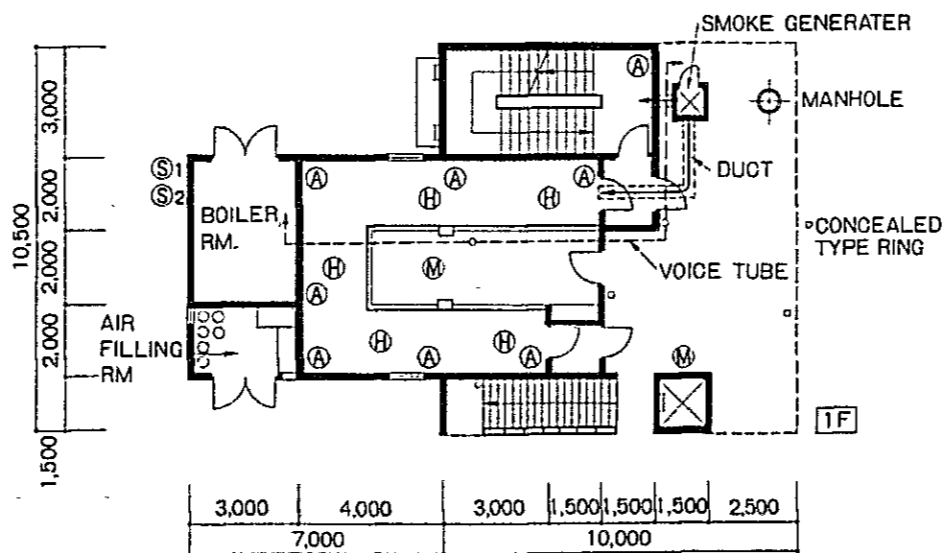 SMOKE GENERATER
MANHOLE
DUCT
CONCEALED
TYPE RING
VOICE TUBE
Ⓐ
3,000
2,000
2,000
2,000
1,500
10,500
Ⓢ1
Ⓢ2
BOILER
RM.
Ⓐ Ⓐ Ⓐ
Ⓗ Ⓗ
Ⓗ Ⓜ
Ⓐ
AIR
FILLING
RM
Ⓗ Ⓗ
Ⓐ Ⓐ Ⓐ
Ⓜ
1F
3,000 4,000 3,000 1,500 1,500 1,500 2,500
7,000 10,000